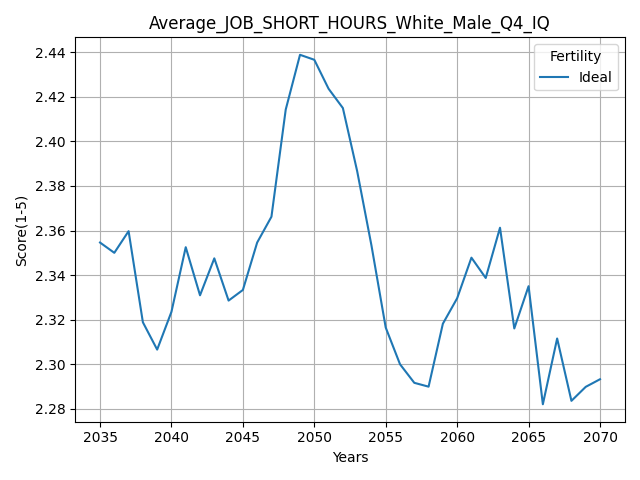 Average_JOB_SHORT_HOURS_White_Male_Q4_IQ
Fertility
Ideal
Score(1-5)
2.44
2.42
2.40
2.38
2.36
2.34
2.32
2.30
2.28
2035 2040 2045 2050 2055 2060 2065 2070
Years